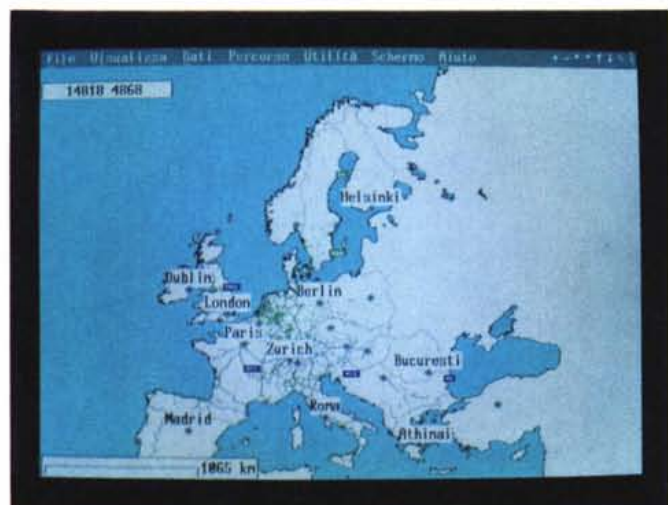 File Visualizza Dati Percorso Utilità Schermo Aiuto
14818 4868
Helsinki
Dublin
Berlin
London
Paris
Zurich
Bucuresti
Roma
Madrid
Athinai
1065 km